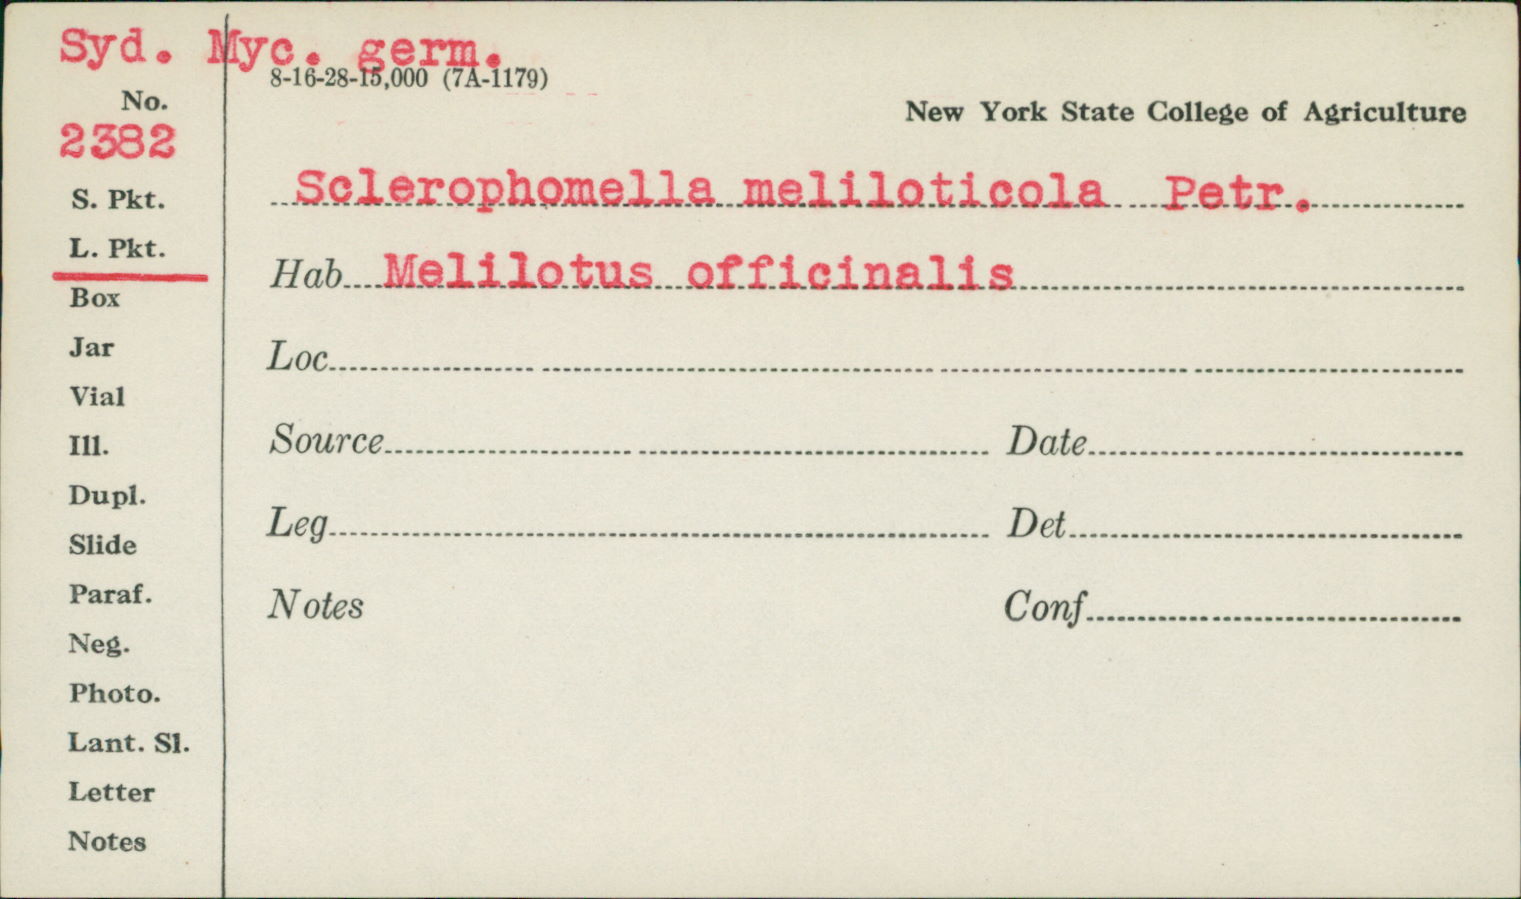 Syd. Myc. germ.
8-16-28-15,000 (7A-1179)
No.
2382
New York State College of Agriculture
S. Pkt.
Sclerophomella meliloticola Petr.
L. Pkt.
Hab Melilotus officinalis
Box
Jar
Loc
Vial
Ill.
Source Date
Dupl.
Leg Det
Slide
Paraf.
Notes Conf
Neg.
Photo.
Lant. Sl.
Letter
Notes